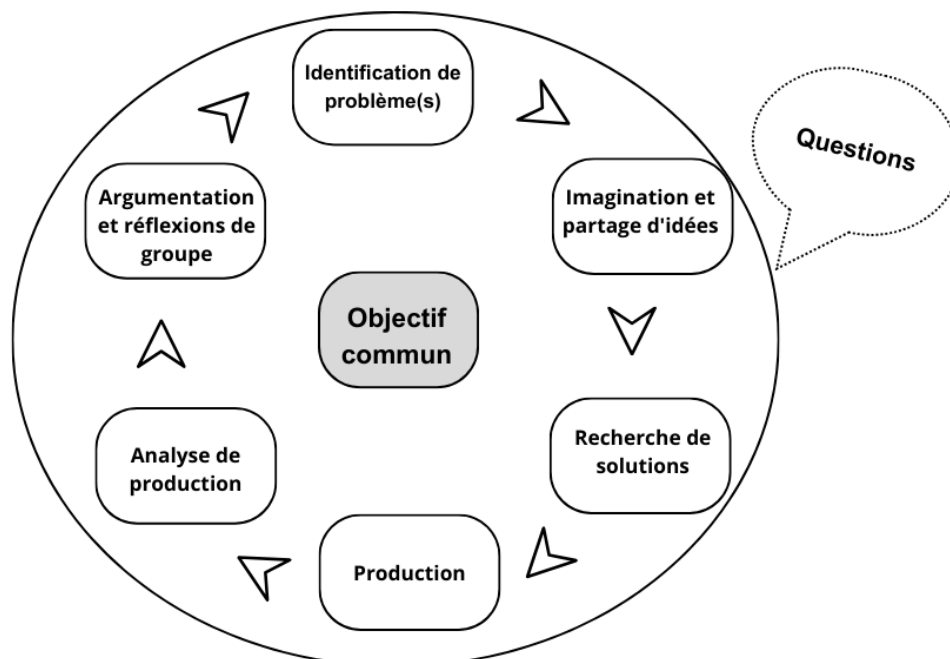 Identification de
problème(s)
Imagination et
partage d'idées
Questions
Recherche de
solutions
Production
Analyse de
production
Argumentation
et réflexions de
groupe
Objectif
commun